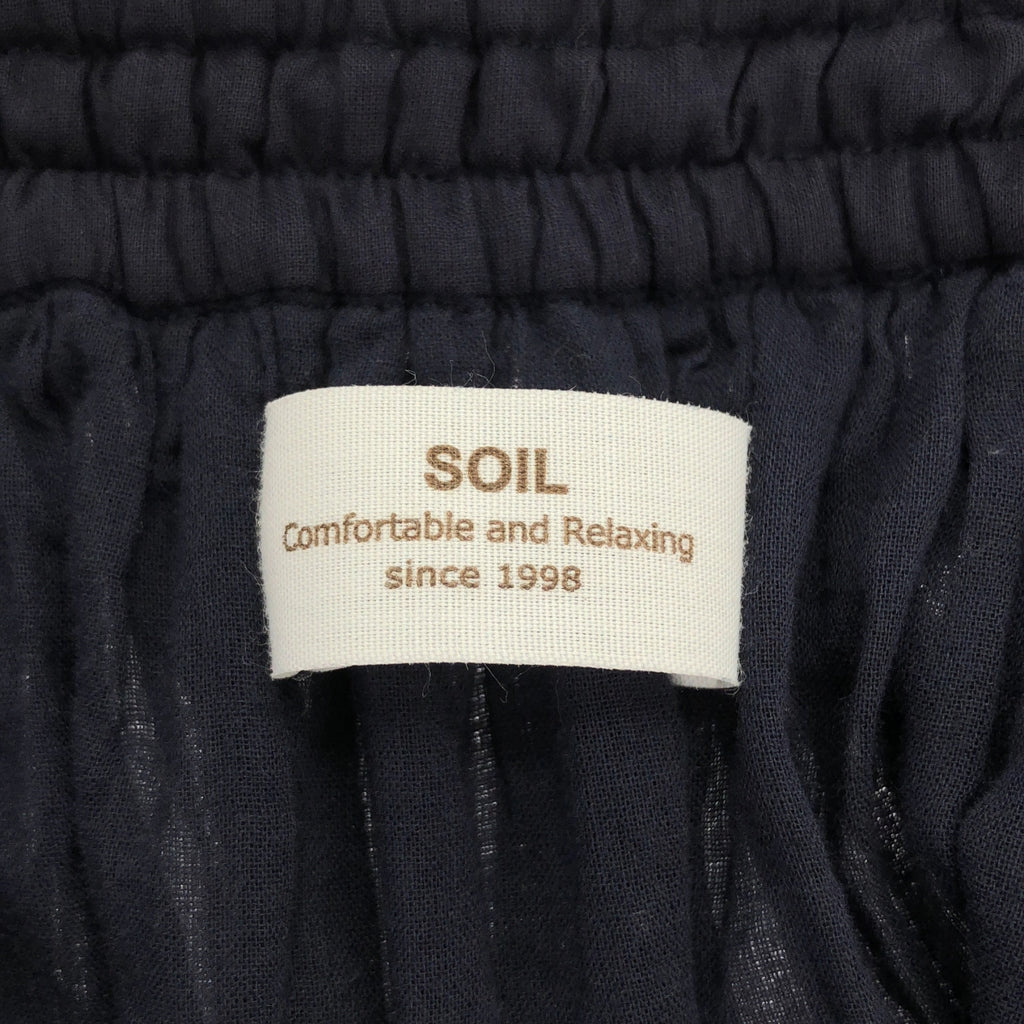 SOIL
Comfortable and Relaxing
since 1998